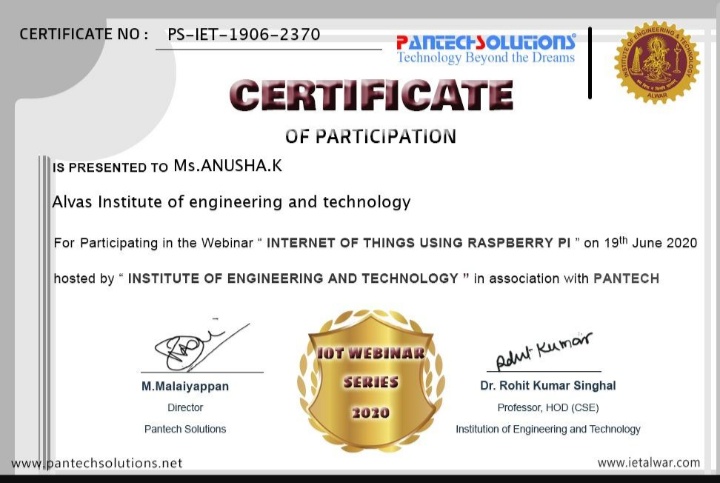 CERTIFICATE NO : PS-IET-1906-2370
PANTECH SOLUTIONS
Technology Beyond the Dreams
INSTITUTE OF ENGINEERING & TECHNOLOGY
ALWAR
CERTIFICATE
OF PARTICIPATION
IS PRESENTED TO Ms.ANUSHA.K
Alvas Institute of engineering and technology
For Participating in the Webinar “ INTERNET OF THINGS USING RASPBERRY PI ” on 19th June 2020
hosted by “ INSTITUTE OF ENGINEERING AND TECHNOLOGY ” in association with PANTECH
IOT WEBINAR
SERIES
2020
Rohit Kumar
M.Malaiyappan
Director
Pantech Solutions
Dr. Rohit Kumar Singhal
Professor, HOD (CSE)
Institution of Engineering and Technology
www.pantechsolutions.net
www.ietalwar.com